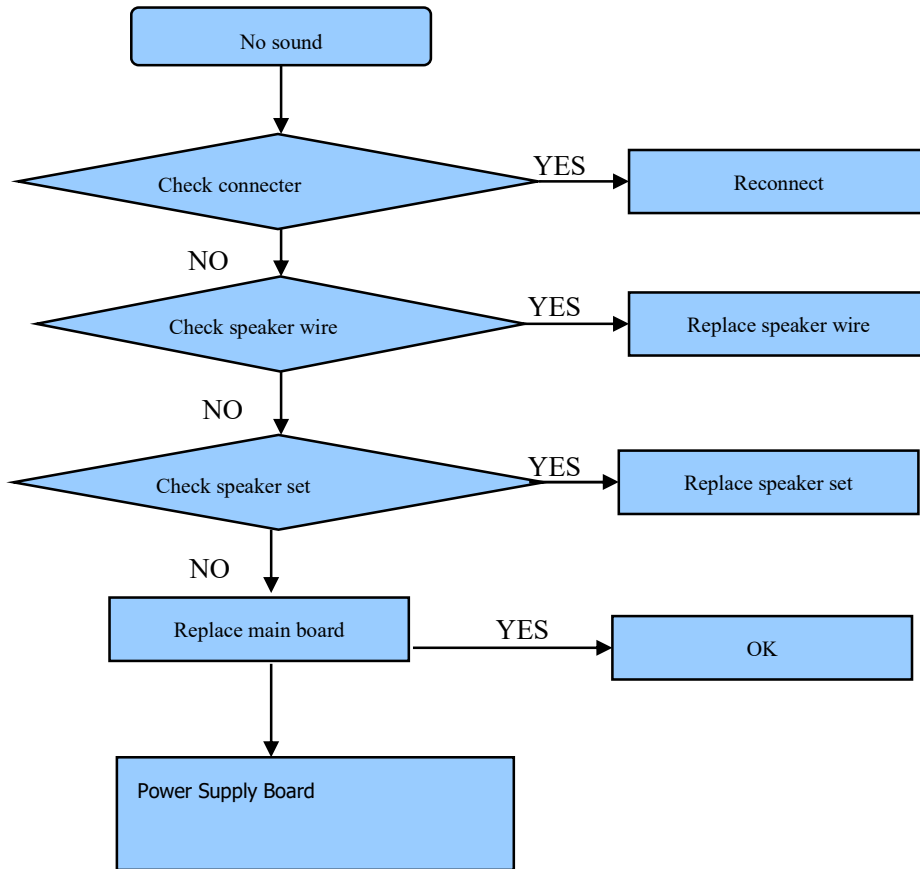 No sound
Check connecter
YES
Reconnect
NO
Check speaker wire
YES
Replace speaker wire
NO
Check speaker set
YES
Replace speaker set
NO
Replace main board
YES
OK
Power Supply Board